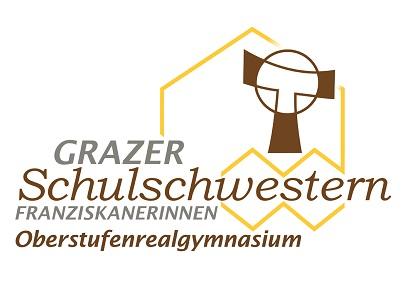 GRAZER
Schulschwestern
FRANZISKANERINNEN
Oberstufenrealgymnasium